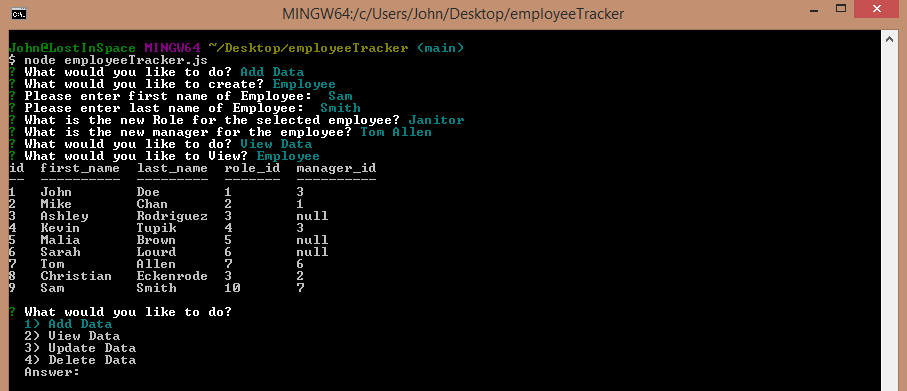 MINGW64:/c/Users/John/Desktop/employeeTracker
John@LostInSpace MINGW64 ~/Desktop/employeeTracker (main)
$ node employeeTracker.js
? What would you like to do? Add Data
? What would you like to create? Employee
? Please enter first name of Employee:  Sam
? Please enter last name of Employee:  Smith
? What is the new Role for the selected employee? Janitor
? What is the new manager for the employee? Tom Allen
? What would you like to do? View Data
? What would you like to View? Employee
id  first_name  last_name  role_id  manager_id
--  ----------  ---------  -------  ----------
1   John        Doe        1        3
2   Mike        Chan       2        1
3   Ashley      Rodriguez  3        null
4   Kevin       Tupik      4        3
5   Malia       Brown      5        null
6   Sarah       Lourd      6        null
7   Tom         Allen      7        6
8   Christian   Eckenrode  3        2
9   Sam         Smith      10       7
? What would you like to do?
1) Add Data
2) View Data
3) Update Data
4) Delete Data
Answer: